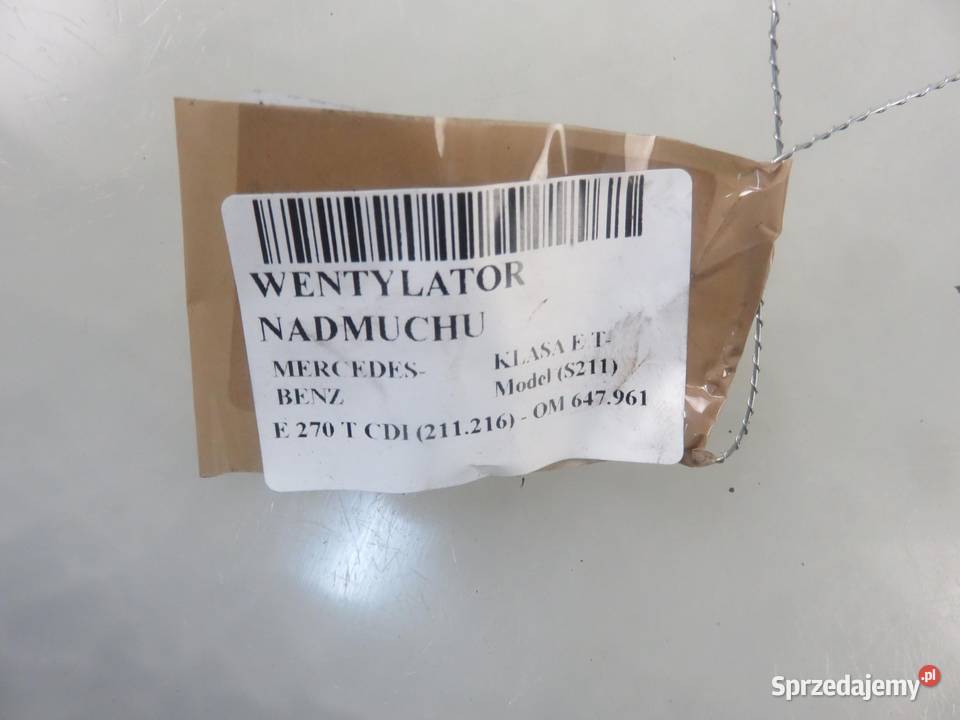 WENTYLATOR
NADMUCHU
MERCEDES-
BENZ
KLASA E T-
Model (S211)
E 270 T CDI (211.216) - OM 647.961
Sprzedajemy.pl